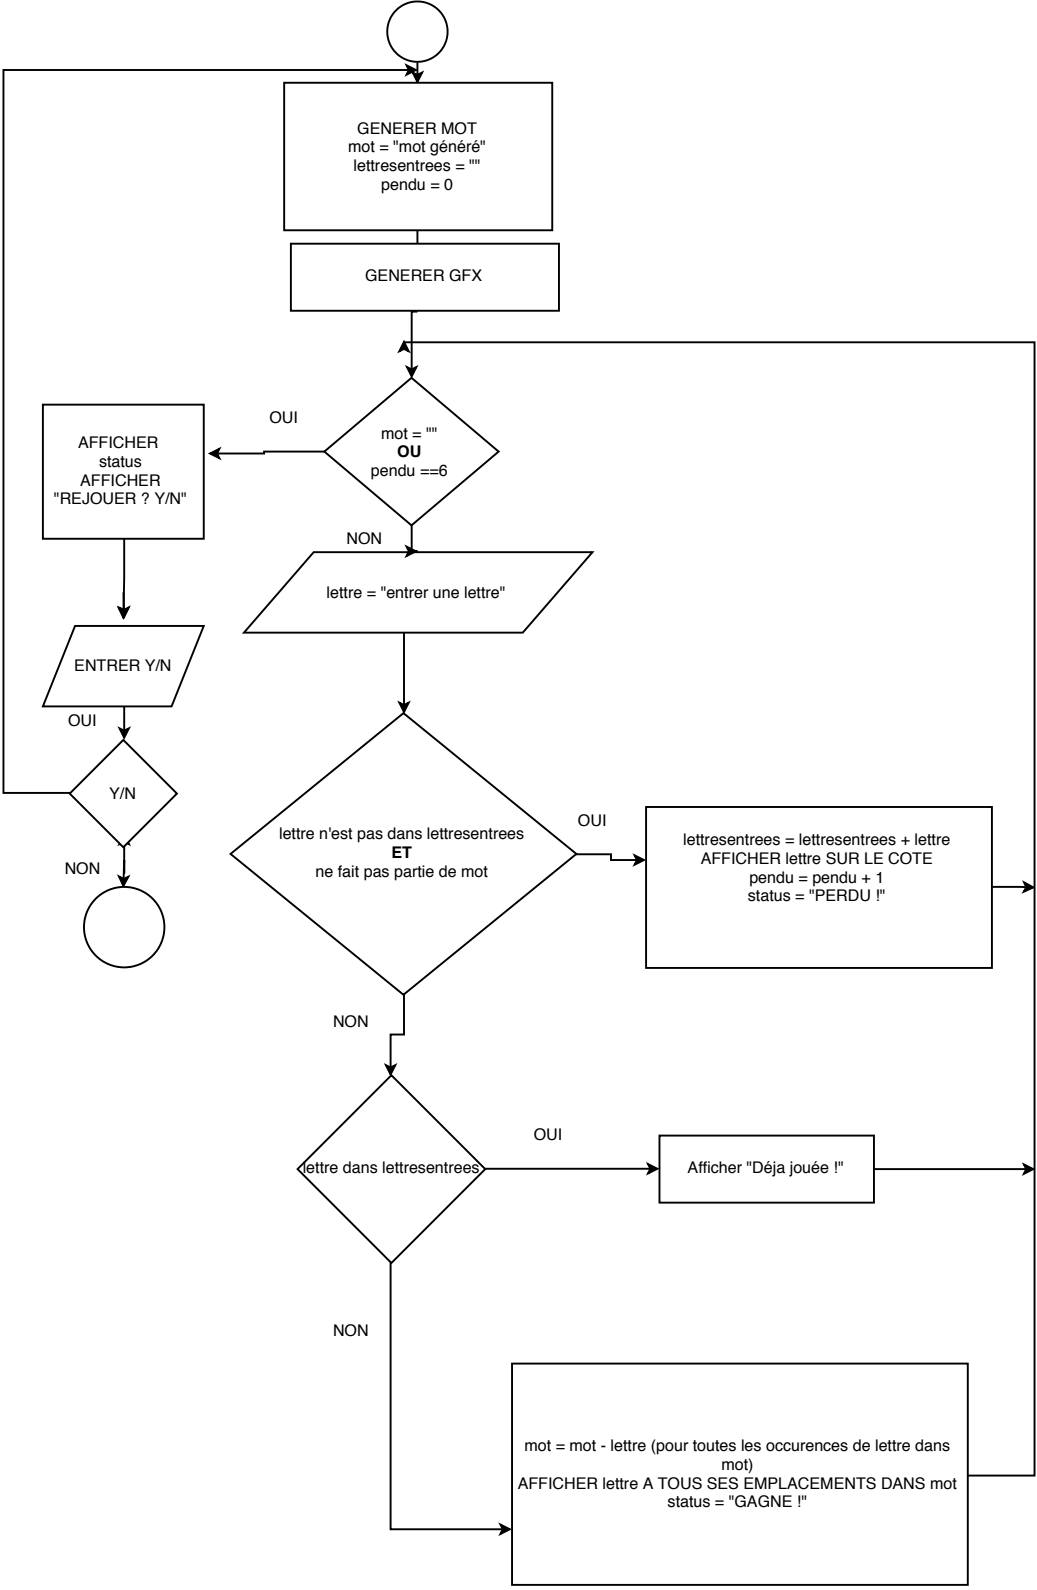 GENERER MOT
mot = "mot généré"
lettresentrees = ""
pendu = 0
GENERER GFX
OUI
mot = ""
OU
pendu ==6
AFFICHER
status
AFFICHER
"REJOUER ? Y/N"
NON
lettre = "entrer une lettre"
ENTRER Y/N
OUI
Y/N
NON
lettre n'est pas dans lettresentrees
ET
ne fait pas partie de mot
OUI
lettresentrees = lettresentrees + lettre
AFFICHER lettre SUR LE COTE
pendu = pendu + 1
status = "PERDU !"
NON
lettre dans lettresentrees
OUI
Afficher "Déja jouée !"
NON
mot = mot - lettre (pour toutes les occurences de lettre dans
mot)
AFFICHER lettre A TOUS SES EMPLACEMENTS DANS mot
status = "GAGNE !"